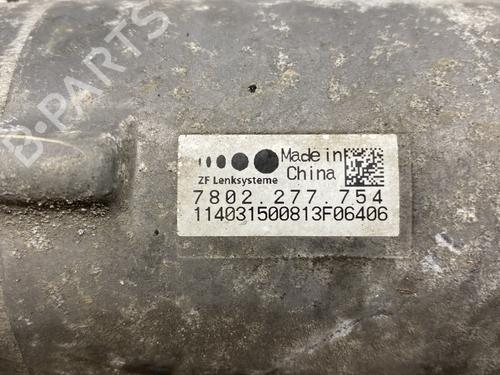 B-PARTS
ZF Lenksysteme
Made in
China
7802.277.754
114031500813F06406